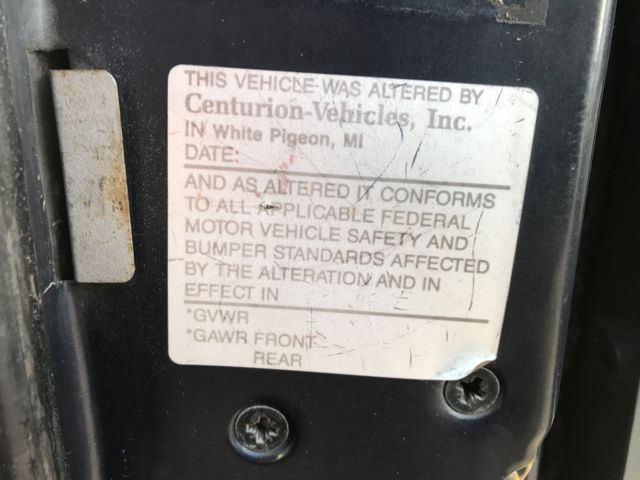 THIS VEHICLE WAS ALTERED BY
Centurion-Vehicles, Inc.
IN White Pigeon, MI
DATE:
AND AS ALTERED IT CONFORMS
TO ALL APPLICABLE FEDERAL
MOTOR VEHICLE SAFETY AND
BUMPER STANDARDS AFFECTED
BY THE ALTERATION AND IN
EFFECT IN
*GVWR
*GAWR FRONT
REAR